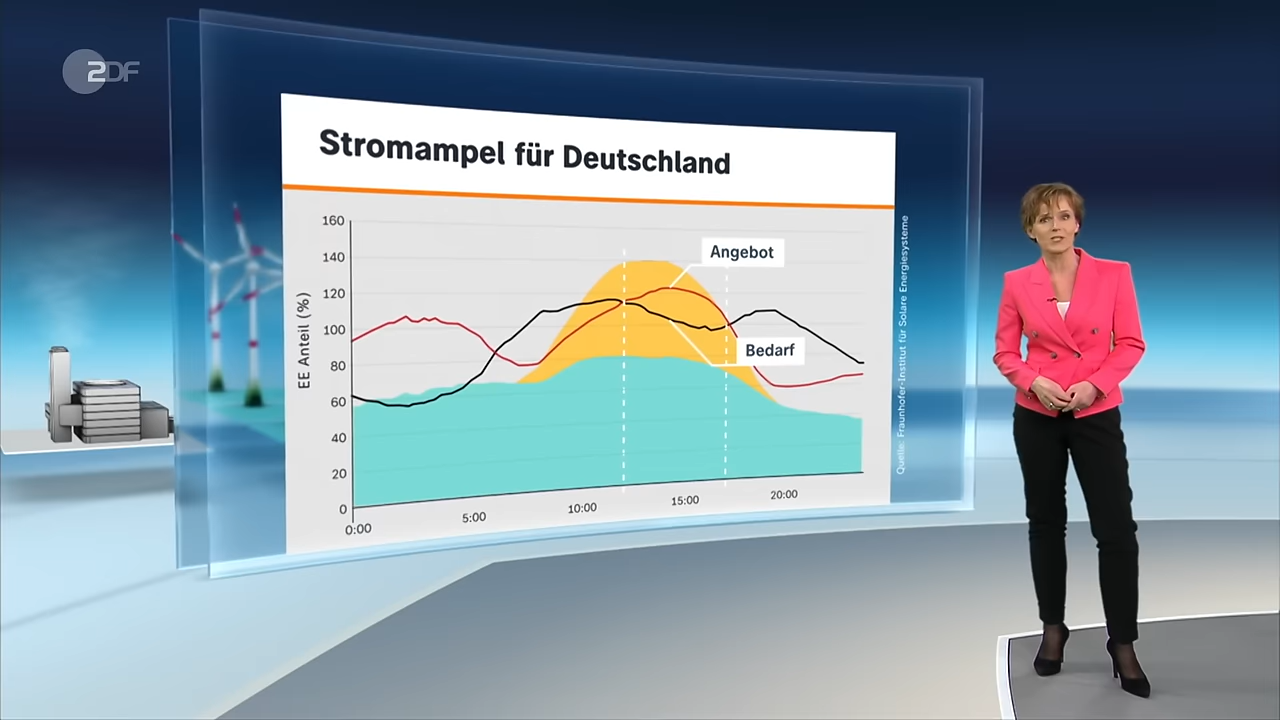 ZDF
Stromampel für Deutschland
EE Anteil (%)
160
140
120
100
80
60
40
20
0
0:00
5:00
10:00
15:00
20:00
Angebot
Bedarf
Quelle: Fraunhofer-Institut für Solare Energiesysteme